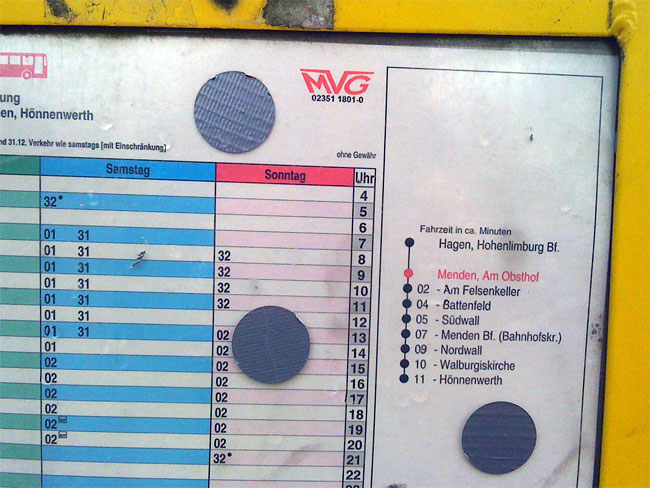 MVG
02351 1801-0
ung
en, Hönnenwerth
nd 31.12. Verkehr wie samstags [mit Einschränkung]
ohne Gewähr
Samstag Sonntag Uhr
4
32• 5
6
01 31 7
01 31 32 8
01 31 32 9
01 31 32 10
01 31 32 11
01 31 12
01 31 02 13
01 02 14
02 02 15
02 02 16
02 02 17
02 02 18
02 02 19
02 02 20
32• 21
22
Fahrzeit in ca. Minuten
Hagen, Hohenlimburg Bf.
Menden, Am Obsthof
02 - Am Felsenkeller
04 - Battenfeld
05 - Südwall
07 - Menden Bf. (Bahnhofskr.)
09 - Nordwall
10 - Walburgiskirche
11 - Hönnenwerth